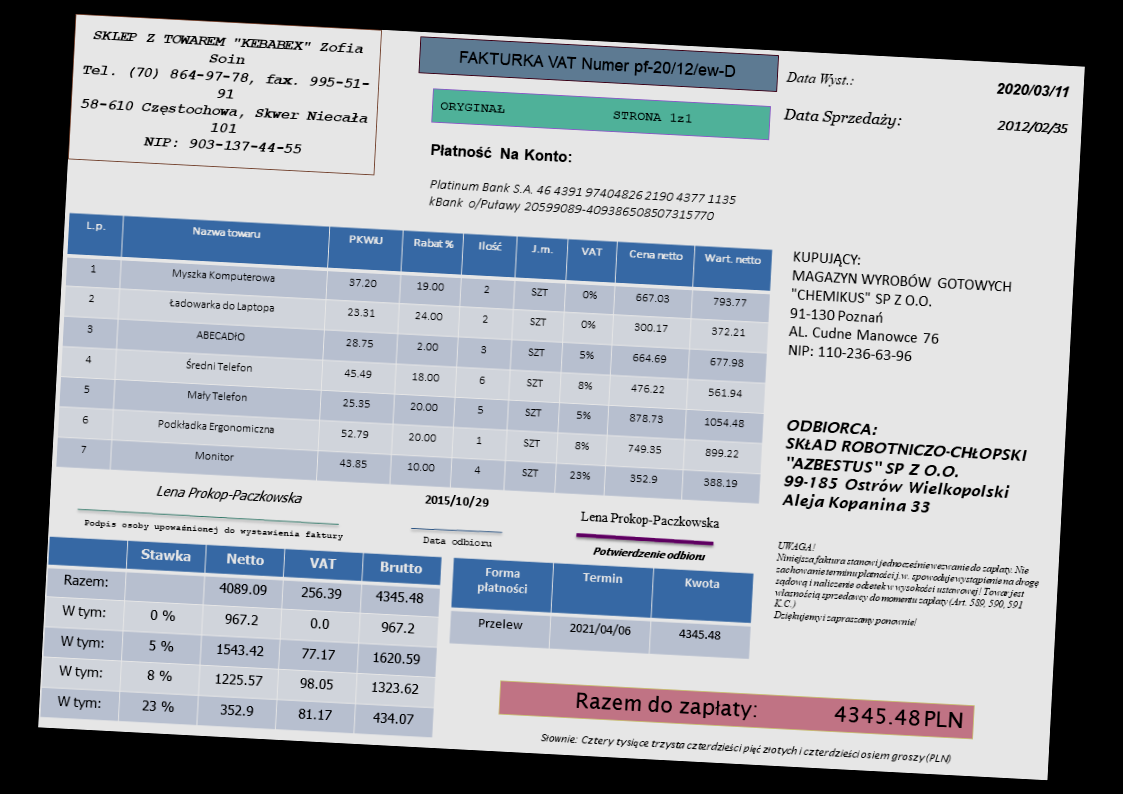 SKLEP Z TOWAREM "KEBABEX" Zofia
Soin
Tel. (70) 864-97-78, fax. 995-51-
91
58-610 Częstochowa, Skwer Niecała
101
NIP: 903-137-44-55
FAKTURKA VAT Numer pf-20/12/ew-D
ORYGINAŁ STRONA 1z1
Data Wyst.: 2020/03/11
Data Sprzedaży: 2012/02/35
Płatność Na Konto:
Platinum Bank S.A. 46 4391 97404826 2190 4377 1135
kBank o/Puławy 20599089-409386508507315770
L.p. Nazwa towaru PKWiU Rabat % Ilość J.m. VAT Cena netto Wart. netto
1 Myszka Komputerowa 37.20 19.00 2 SZT 0% 667.03 793.77
2 Ładowarka do Laptopa 23.31 24.00 2 SZT 0% 300.17 372.21
3 ABECADŁO 28.75 2.00 3 SZT 5% 664.69 677.98
4 Średni Telefon 45.49 18.00 6 SZT 8% 476.22 561.94
5 Mały Telefon 25.35 20.00 5 SZT 5% 878.73 1054.48
6 Podkładka Ergonomiczna 52.79 20.00 1 SZT 8% 749.35 899.22
7 Monitor 43.85 10.00 4 SZT 23% 352.9 388.19
KUPUJĄCY:
MAGAZYN WYROBÓW GOTOWYCH
"CHEMIKUS" SP Z O.O.
91-130 Poznań
AL. Cudne Manowce 76
NIP: 110-236-63-96
ODBIORCA:
SKŁAD ROBOTNICZO-CHŁOPSKI
"AZBESTUS" SP Z O.O.
99-185 Ostrów Wielkopolski
Aleja Kopanina 33
Lena Prokop-Paczkowska
Podpis osoby upoważnionej do wystawienia faktury
2015/10/29
Data odbioru
Lena Prokop-Paczkowska
Potwierdzenie odbioru
UWAGA!
Niniejsza faktura stanowi jednocześnie wezwanie do zapłaty. Nie
zachowanie terminu płatności j.w. spowoduje wystąpienie na drogę
sądową i naliczenie odsetek w wysokości ustawowej! Towar jest
własnością sprzedawcy do momentu zapłaty (Art. 589, 590, 591
K.C.)
Dziękujemy i zapraszamy ponownie!
Stawka Netto VAT Brutto
Razem: 4089.09 256.39 4345.48
W tym: 0 % 967.2 0.0 967.2
W tym: 5 % 1543.42 77.17 1620.59
W tym: 8 % 1225.57 98.05 1323.62
W tym: 23 % 352.9 81.17 434.07
Forma
płatności Termin Kwota
Przelew 2021/04/06 4345.48
Razem do zapłaty: 4345.48 PLN
Słownie: Cztery tysiące trzysta czterdzieści pięć złotych i czterdzieści osiem groszy (PLN)